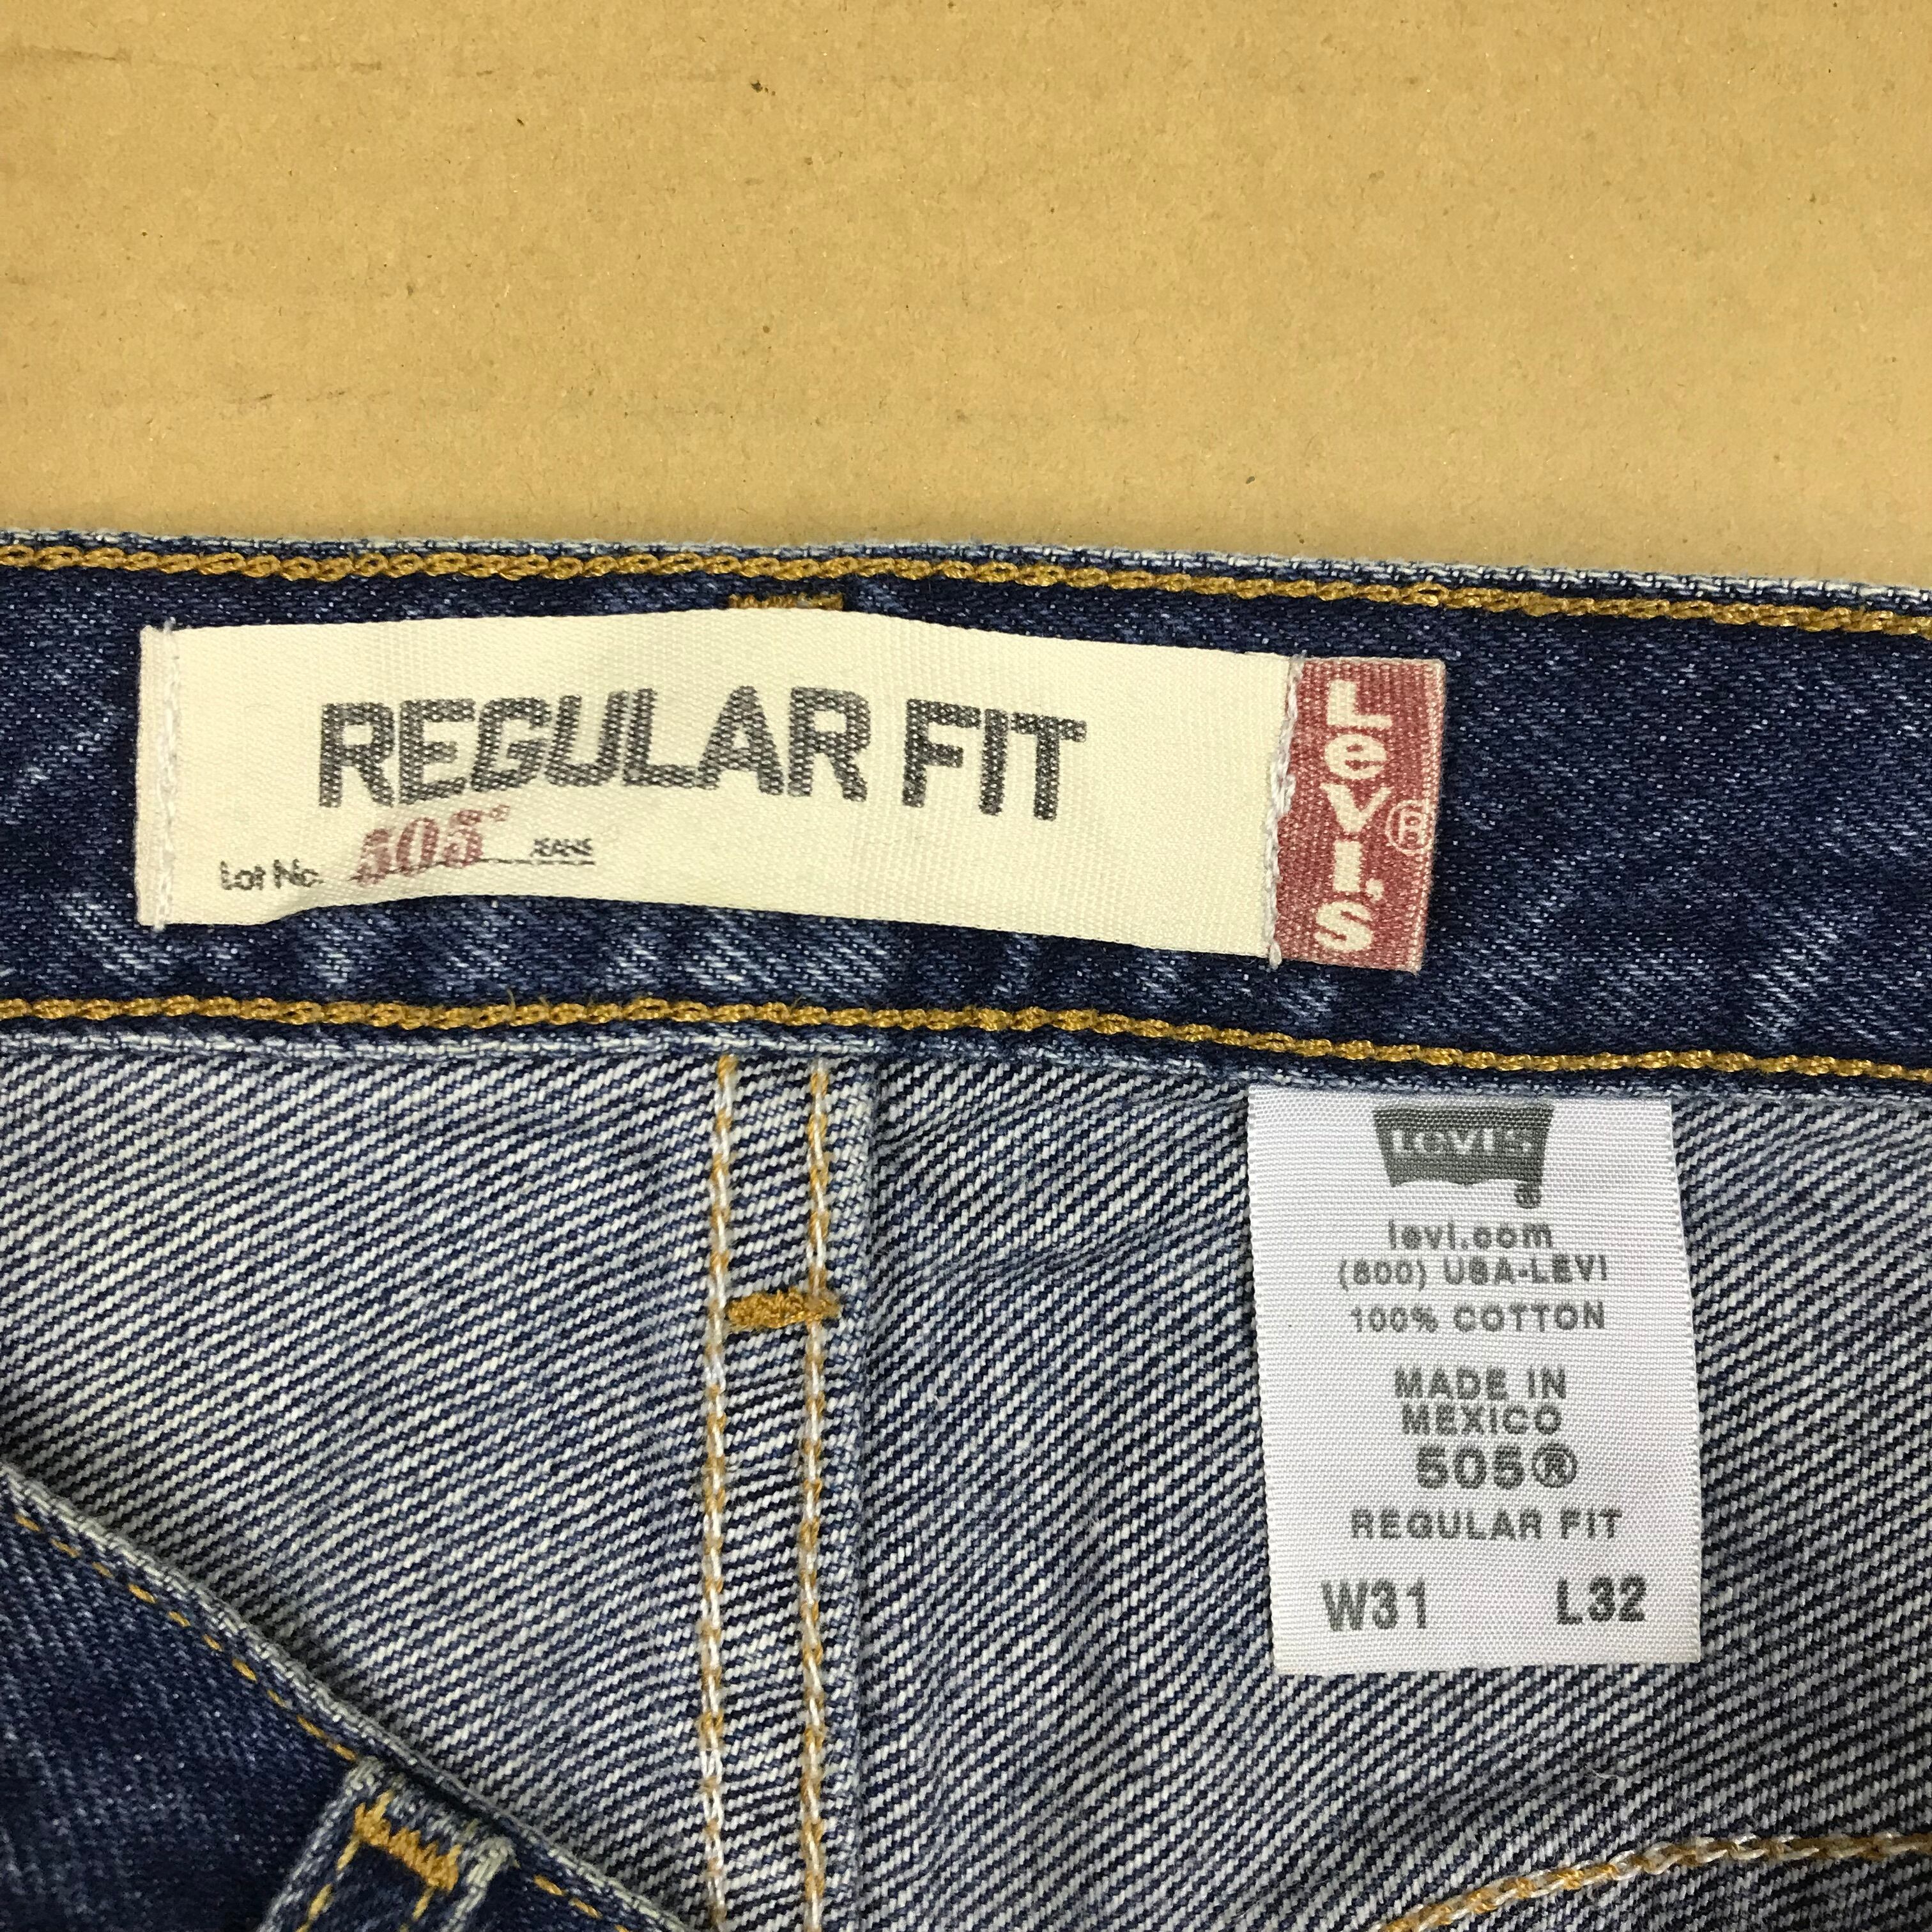 REGULAR FIT
Lot No. 505® JEANS
Levi's®
Levi's®
levi.com
(800) USA-LEVI
100% COTTON
MADE IN
MEXICO
505®
REGULAR FIT
W31 L32